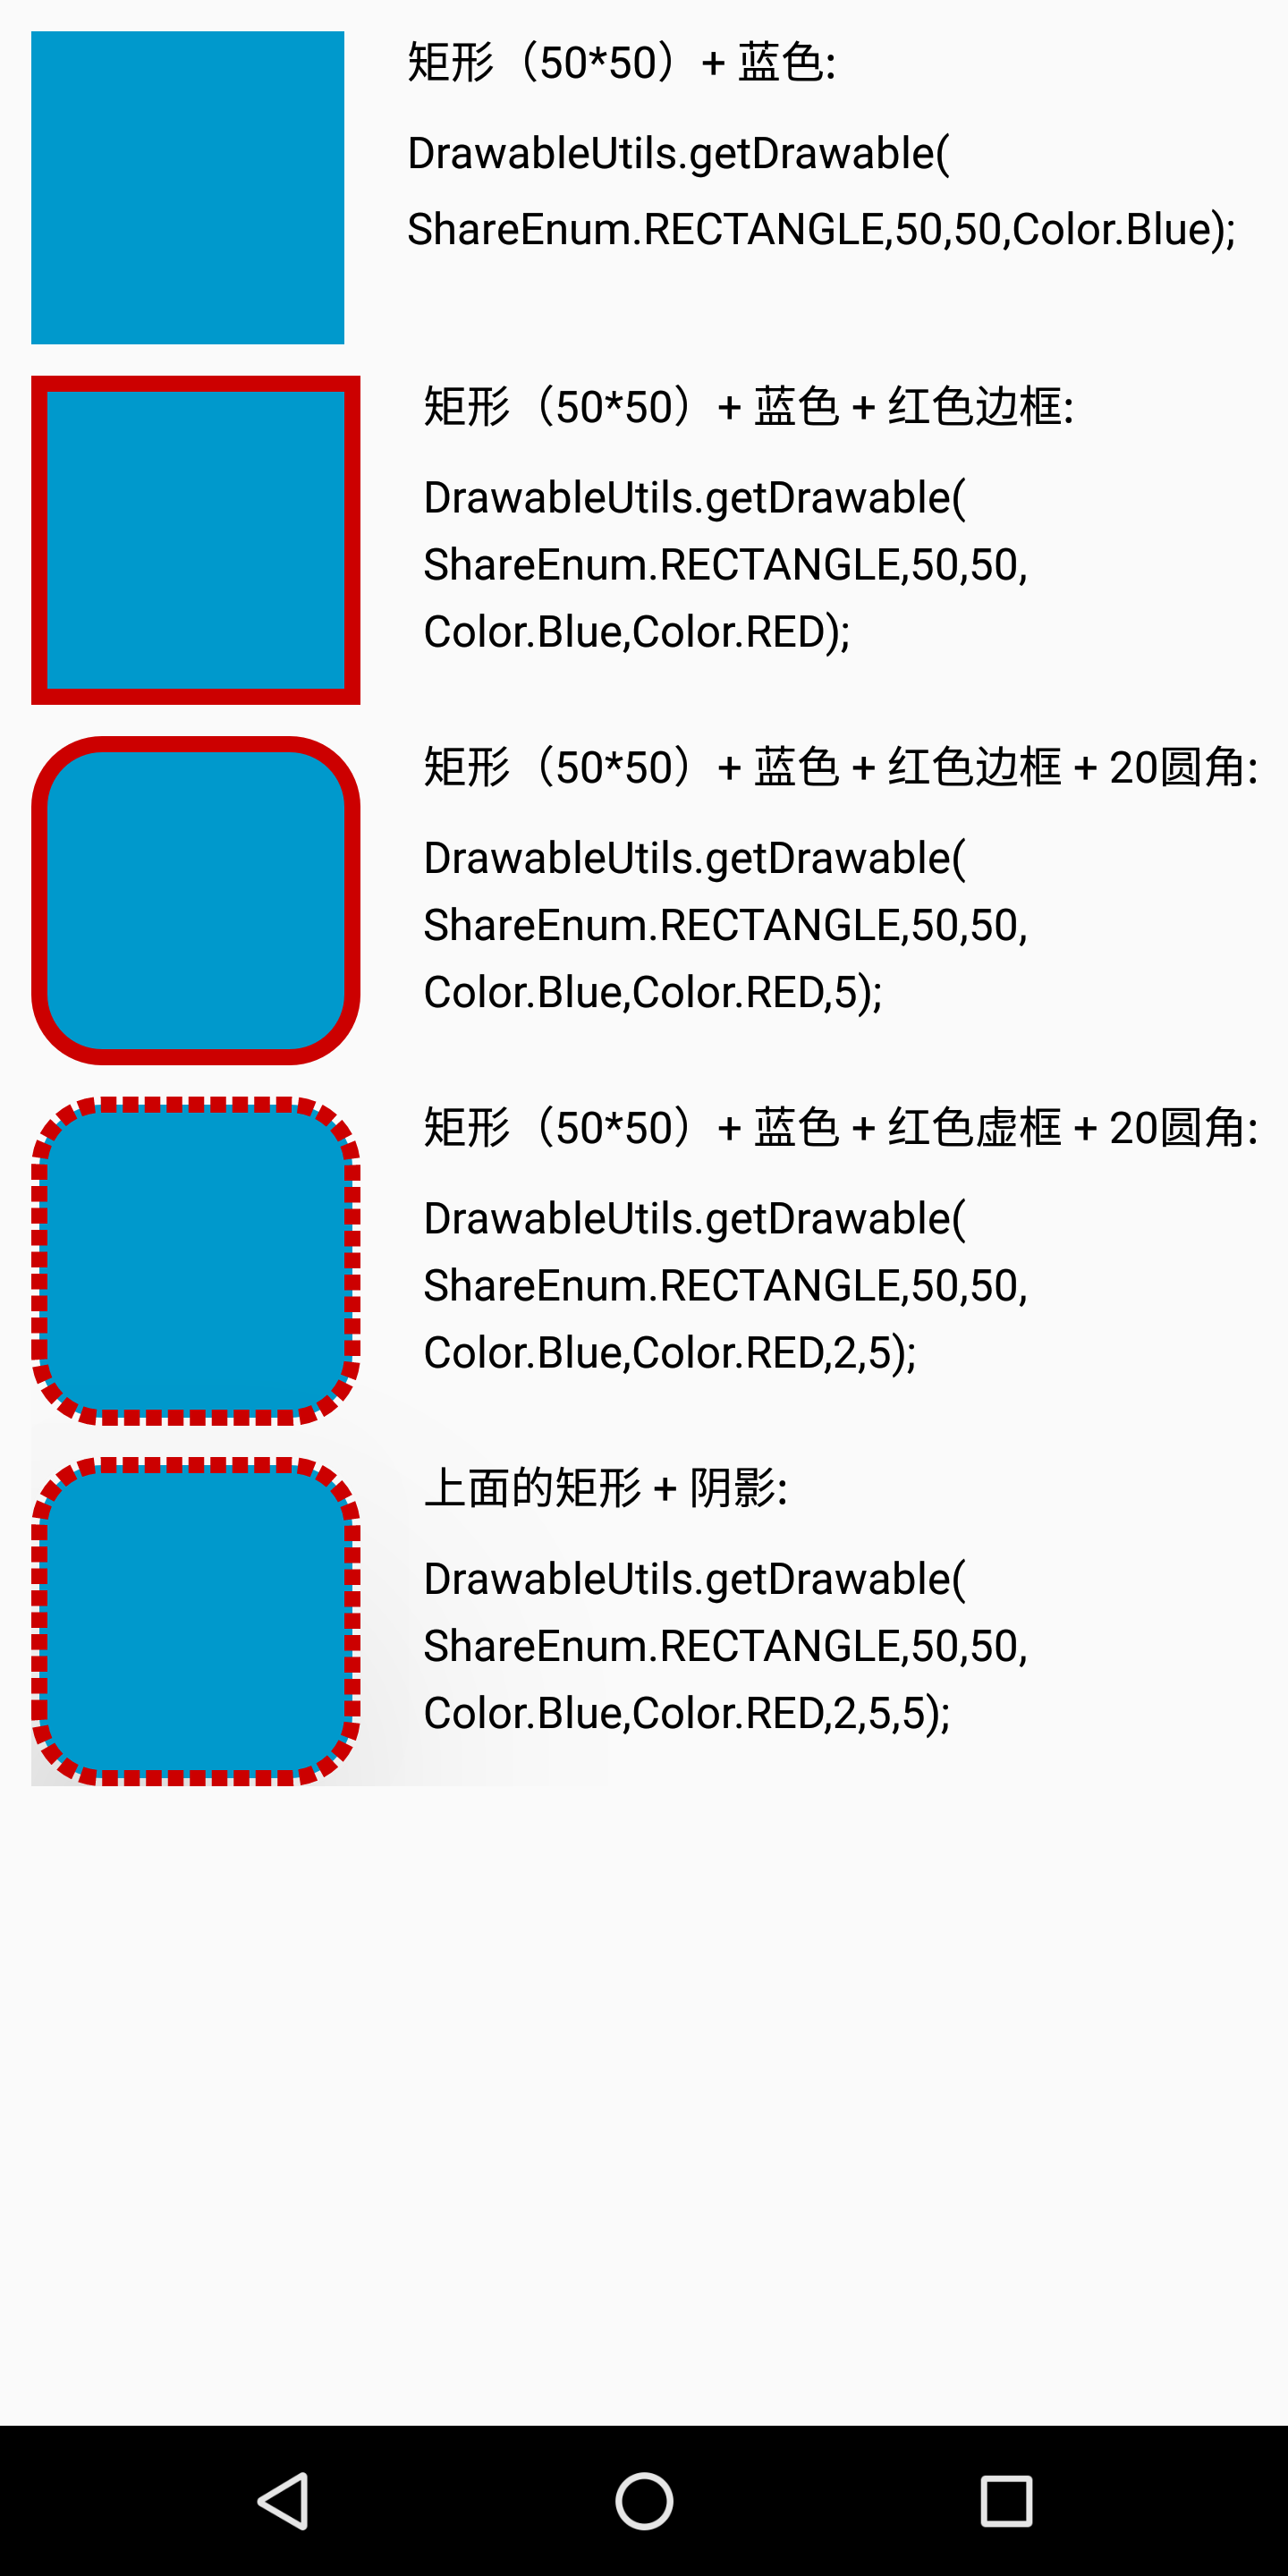 矩形（50*50）+ 蓝色:
DrawableUtils.getDrawable(
ShareEnum.RECTANGLE,50,50,Color.Blue);
矩形（50*50）+ 蓝色 + 红色边框:
DrawableUtils.getDrawable(
ShareEnum.RECTANGLE,50,50,
Color.Blue,Color.RED);
矩形（50*50）+ 蓝色 + 红色边框 + 20圆角:
DrawableUtils.getDrawable(
ShareEnum.RECTANGLE,50,50,
Color.Blue,Color.RED,5);
矩形（50*50）+ 蓝色 + 红色虚框 + 20圆角:
DrawableUtils.getDrawable(
ShareEnum.RECTANGLE,50,50,
Color.Blue,Color.RED,2,5);
上面的矩形 + 阴影:
DrawableUtils.getDrawable(
ShareEnum.RECTANGLE,50,50,
Color.Blue,Color.RED,2,5,5);